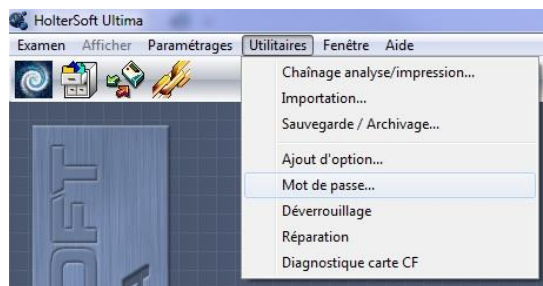 HolterSoft Ultima
Examen Afficher Paramétrages Utilitaires Fenêtre Aide
Chaînage analyse/impression...
Importation...
Sauvegarde / Archivage...
Ajout d'option...
Mot de passe...
Déverrouillage
Réparation
Diagnostique carte CF
OFT
A